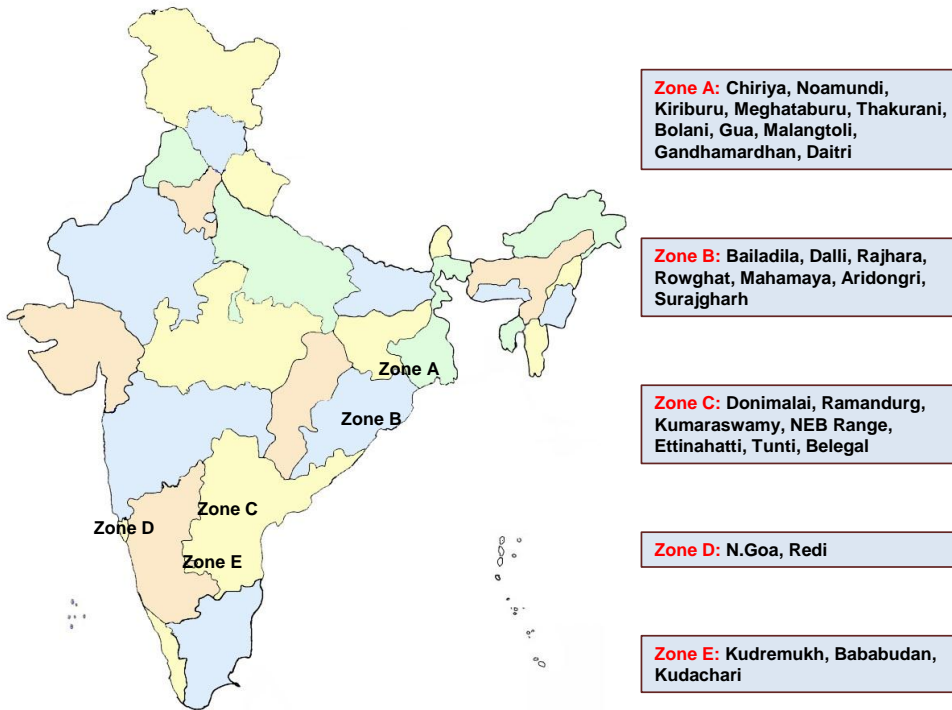 Zone A: Chiriya, Noamundi,
Kiriburu, Meghataburu, Thakurani,
Bolani, Gua, Malangtoli,
Gandhamardhan, Daitri
Zone B: Bailadila, Dalli, Rajhara,
Rowghat, Mahamaya, Aridongri,
Surajgharh
Zone A
Zone B
Zone C: Donimalai, Ramandurg,
Kumaraswamy, NEB Range,
Ettinahatti, Tunti, Belegal
Zone C
Zone D
Zone D: N.Goa, Redi
Zone E
Zone E: Kudremukh, Bababudan,
Kudachari